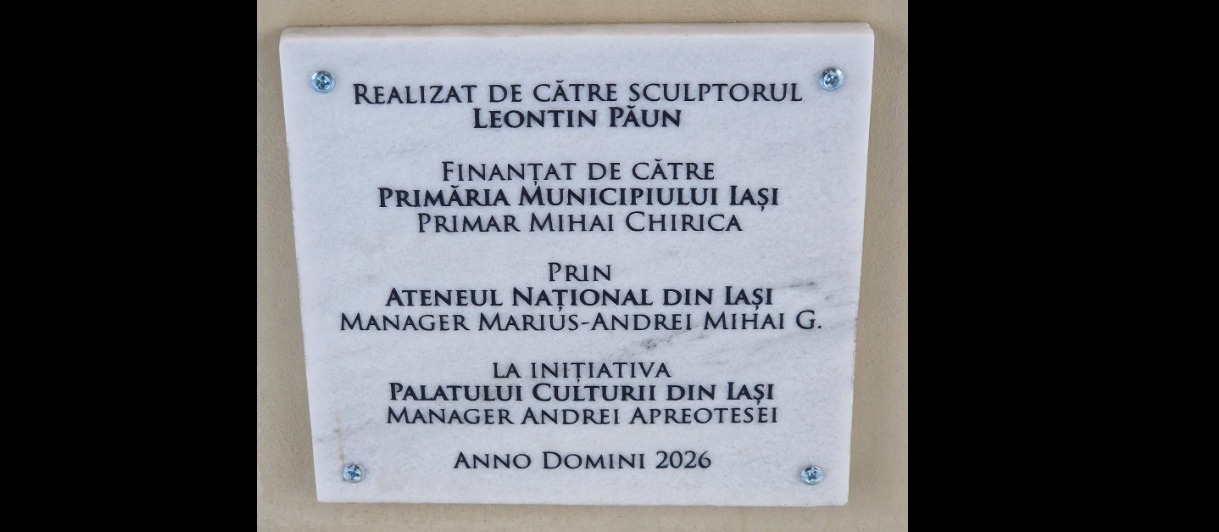 Realizat de către sculptorul
Leontin Păun
Finanțat de către
Primăria Municipiului Iași
Primar Mihai Chirica
Prin
Ateneul Național din Iași
Manager Marius-Andrei Mihai G.
la inițiativa
Palatului Culturii din Iași
Manager Andrei Apreotesei
Anno Domini 2026